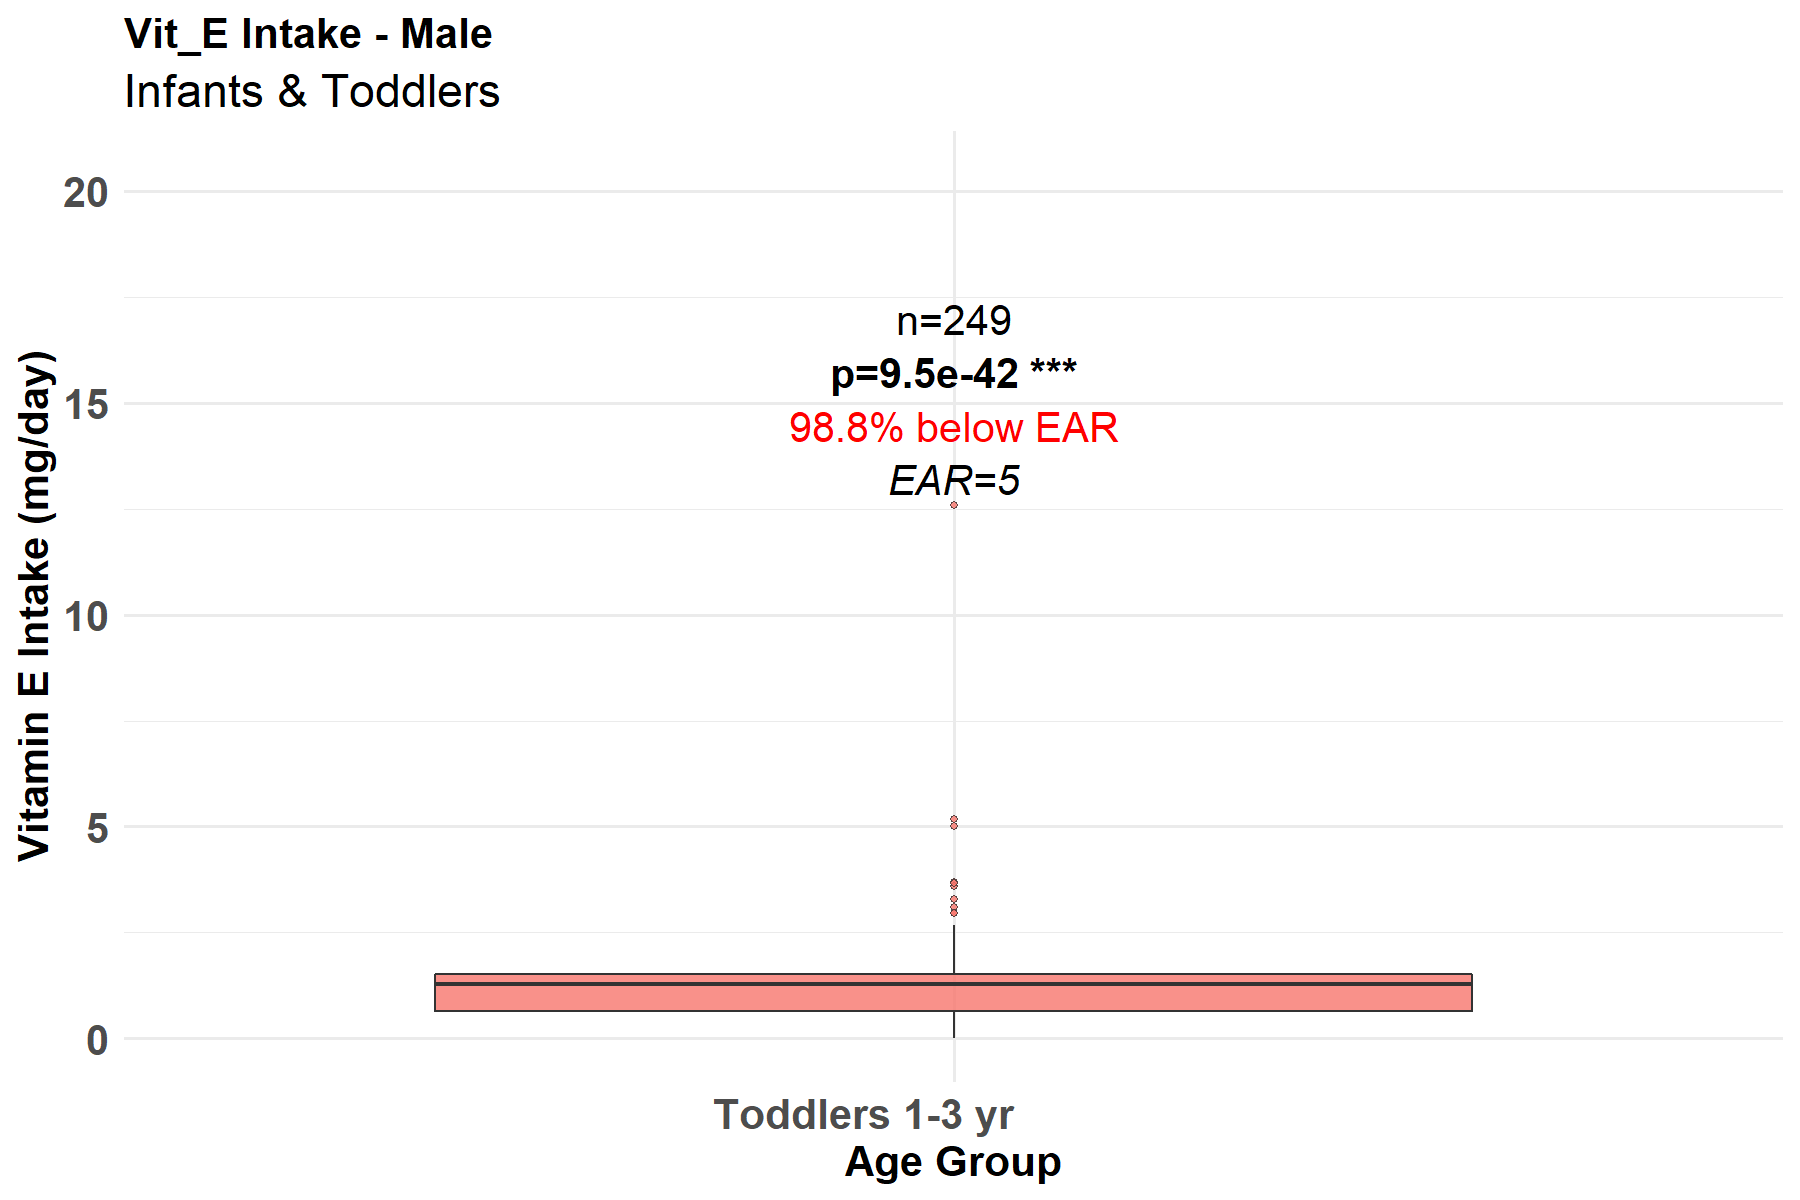 Vit_E Intake - Male
Infants & Toddlers
Vitamin E Intake (mg/day)
20
15
10
5
0
n=249
p=9.5e-42 ***
98.8% below EAR
EAR=5
Toddlers 1-3 yr
Age Group